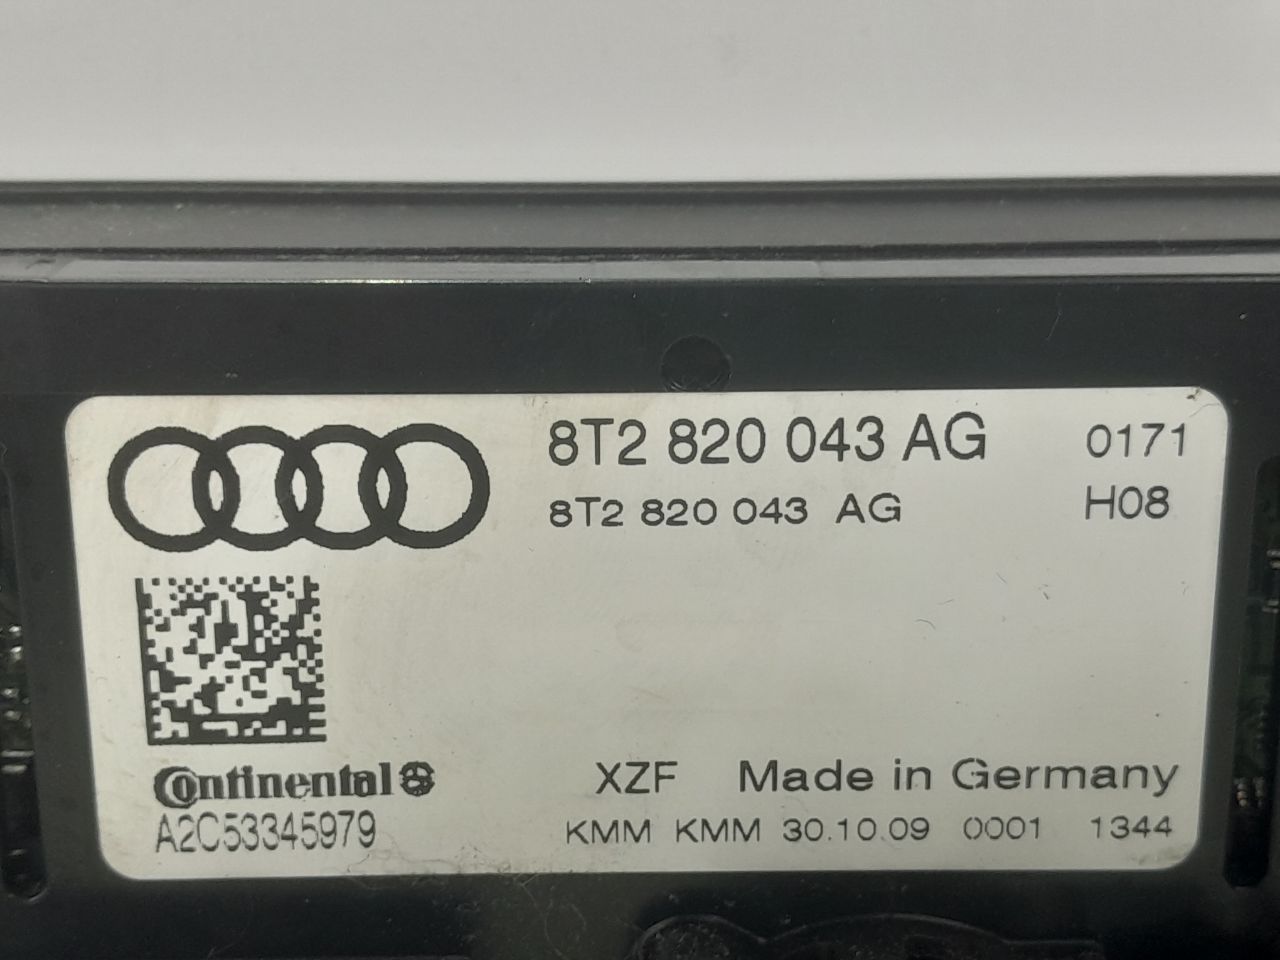 8T2 820 043 AG 0171
8T2 820 043 AG H08
Continental
A2C53345979
XZF Made in Germany
KMM KMM 30.10.09 0001 1344